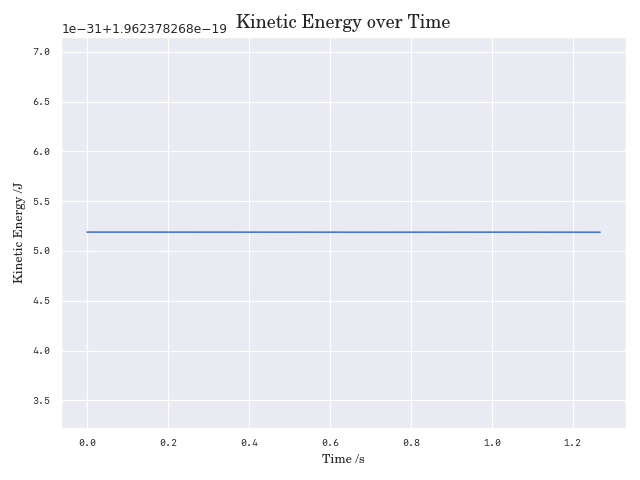 Kinetic Energy over Time
1e−31+1.962378268e−19
7.0
6.5
6.0
5.5
5.0
4.5
4.0
3.5
Kinetic Energy /J
0.0 0.2 0.4 0.6 0.8 1.0 1.2
Time /s